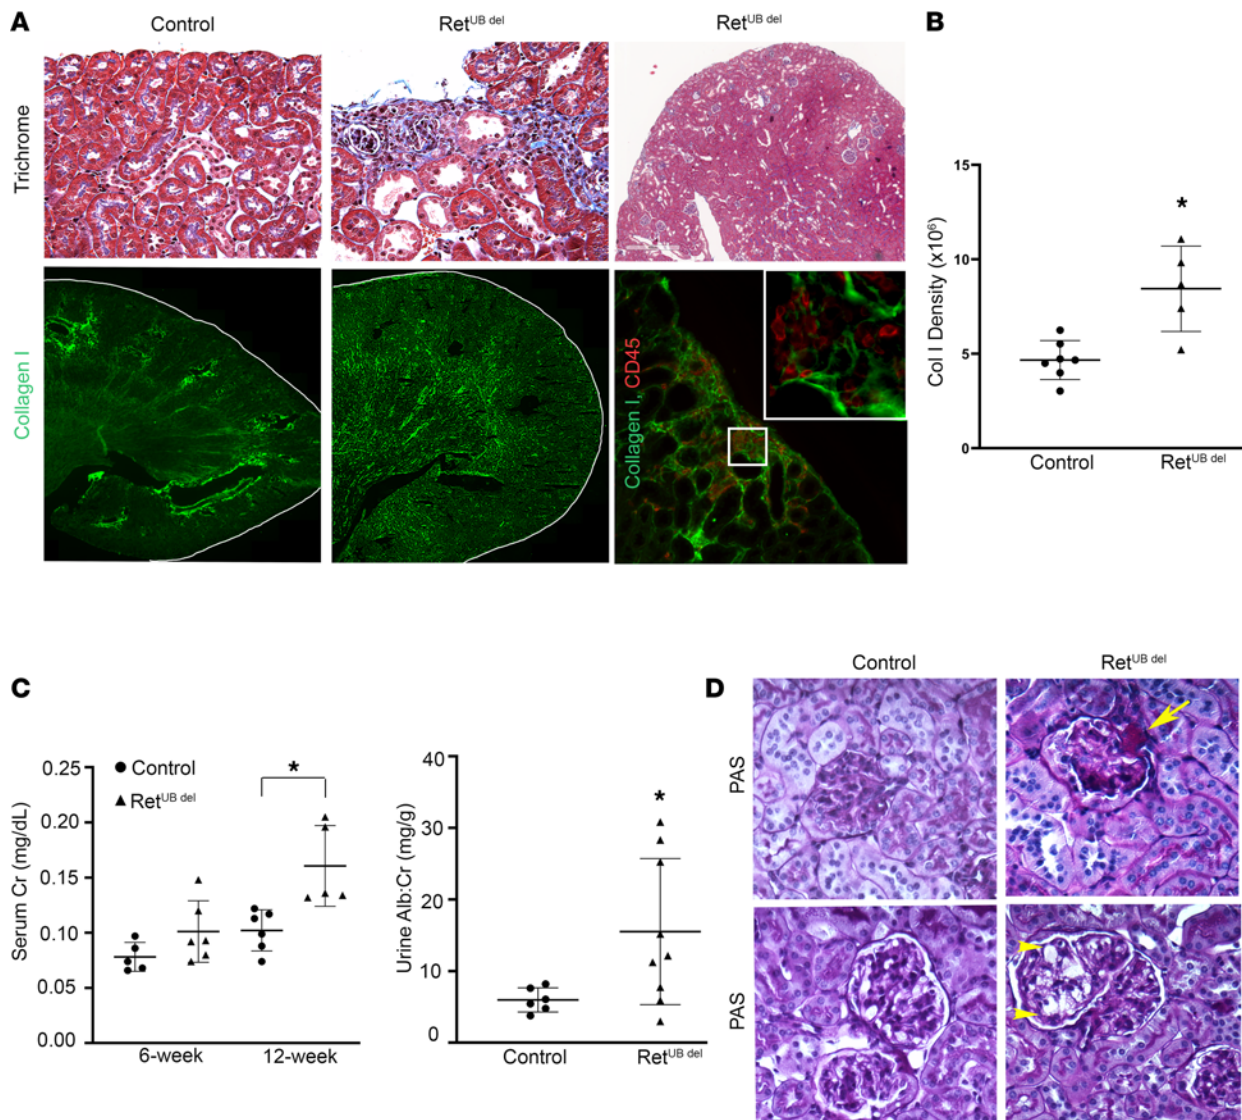 A
Control
Ret^UB del
Ret^UB del
Trichrome
Collagen I
Collagen I, CD45
B
Col I Density (x10^6)
15
10
5
0
Control
Ret^UB del
*
C
Serum Cr (mg/dL)
0.25
0.20
0.15
0.10
0.05
0.00
Control
Ret^UB del
*
6-week
12-week
Urine Alb:Cr (mg/g)
40
30
20
10
0
*
Control
Ret^UB del
D
Control
Ret^UB del
PAS
PAS